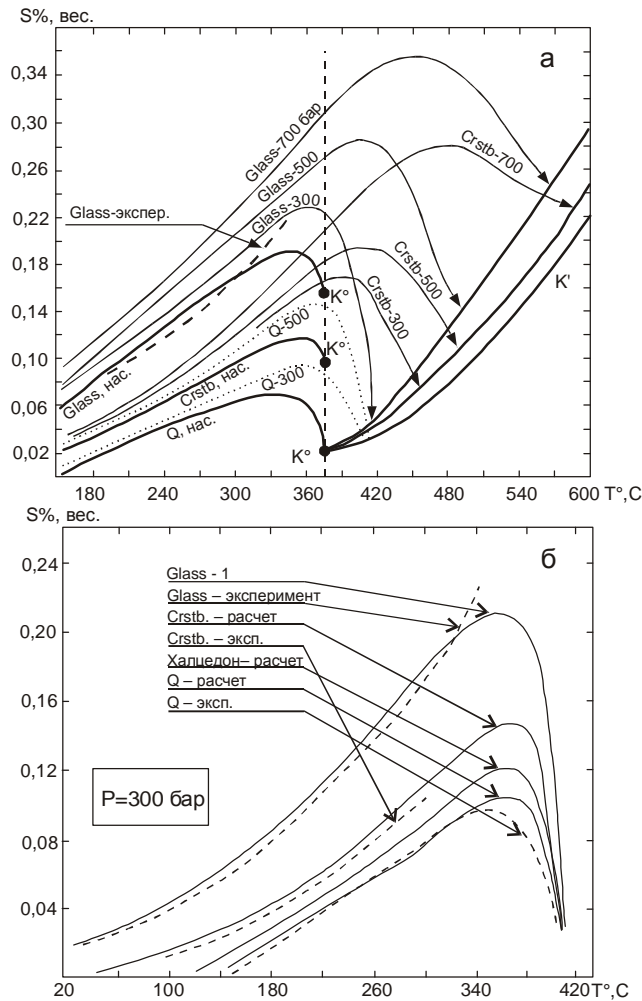 S%, вес.
а
0,34
0,30
0,26
0,22
0,18
0,14
0,10
0,06
0,02
Glass-700 бар
Glass-500
Glass-300
Glass-экспер.
Crstb-700
Crstb-500
Crstb-300
K'
K°
K°
K°
Q-500
Q-300
Glass, нас.
Crstb, нас.
Q, нас.
180 240 300 360 420 480 540 600 T°,C
S%, вес.
б
0,24
0,20
0,16
0,12
0,08
0,04
Glass - 1
Glass – эксперимент
Crstb. – расчет
Crstb. – эксп.
Халцедон– расчет
Q – расчет
Q – эксп.
P=300 бар
20 100 180 260 340 420 T°,C